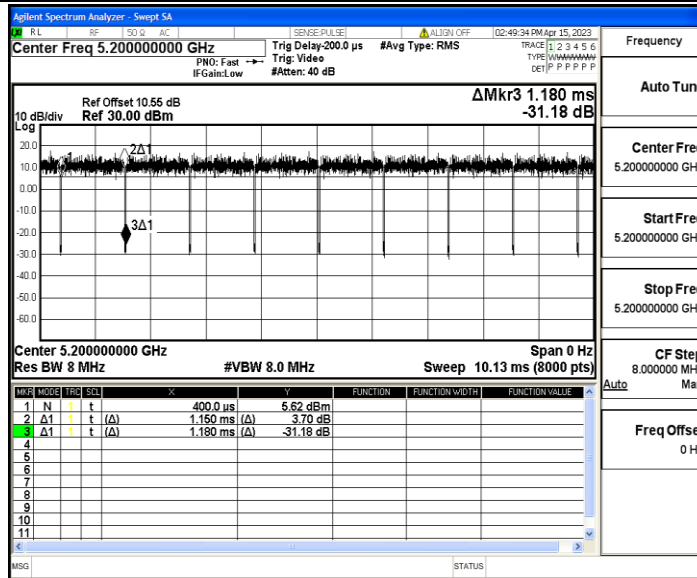 Agilent Spectrum Analyzer - Swept SA
RL RF 50 Ω AC SENSE:PULSE ALIGN OFF 02:49:34 PM Apr 15, 2023
Center Freq 5.200000000 GHz
PNO: Fast
IFGain:Low
Trig Delay-200.0 µs
Trig: Video
#Atten: 40 dB
#Avg Type: RMS
TRACE 1 2 3 4 5 6
TYPE WWWWWW
DET P P P P P P
Ref Offset 10.55 dB
10 dB/div Ref 30.00 dBm
Log
ΔMkr3 1.180 ms
-31.18 dB
20.0
10.0
0.00
-10.0
-20.0
-30.0
-40.0
-50.0
-60.0
1
2Δ1
3Δ1
Center 5.200000000 GHz Span 0 Hz
Res BW 8 MHz #VBW 8.0 MHz Sweep 10.13 ms (8000 pts)
MKR MODE TRC SCL X Y FUNCTION FUNCTION WIDTH FUNCTION VALUE
1 N 1 t 400.0 µs 5.62 dBm
2 Δ1 1 t (Δ) 1.150 ms (Δ) 3.70 dB
3 Δ1 1 t (Δ) 1.180 ms (Δ) -31.18 dB
4
5
6
7
8
9
10
11
MSG STATUS
Frequency
Auto Tun
Center Fre
5.200000000 GH
Start Fre
5.200000000 GH
Stop Fre
5.200000000 GH
CF Step
8.000000 MH
Auto Ma
Freq Offse
0 H